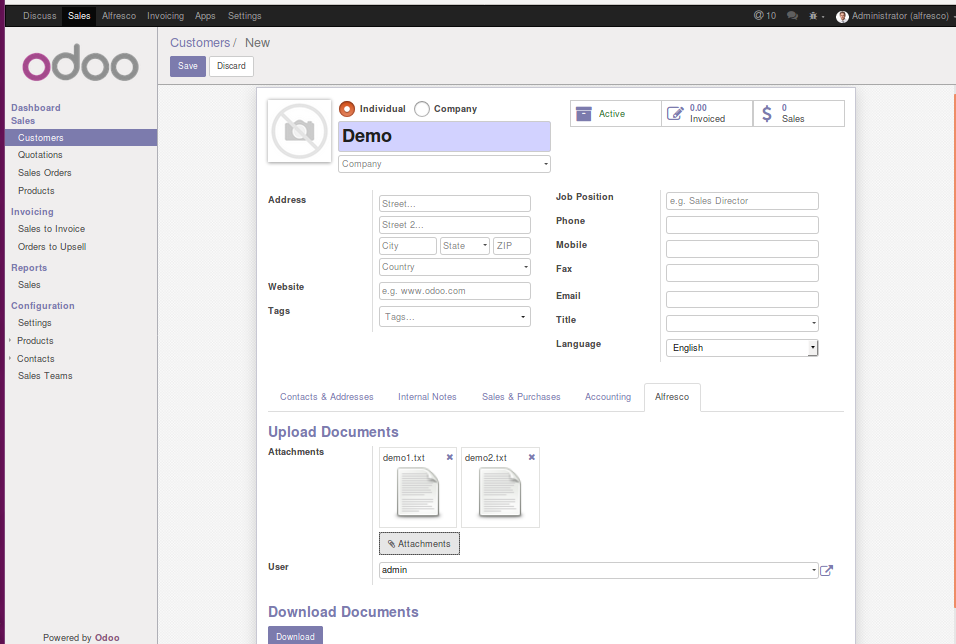 Discuss Sales Alfresco Invoicing Apps Settings @ 10 Administrator (alfresco)
odoo
Customers / New
Save Discard
Dashboard
Sales
Customers
Quotations
Sales Orders
Products
Invoicing
Sales to Invoice
Orders to Upsell
Reports
Sales
Configuration
Settings
Products
Contacts
Sales Teams
Powered by Odoo
Individual Company
Demo
Company
Active
0.00
Invoiced
0
Sales
Address
Street...
Street 2...
City State ZIP
Country
Website e.g. www.odoo.com
Tags Tags...
Job Position e.g. Sales Director
Phone
Mobile
Fax
Email
Title
Language English
Contacts & Addresses Internal Notes Sales & Purchases Accounting Alfresco
Upload Documents
Attachments demo1.txt demo2.txt
Attachments
User admin
Download Documents
Download